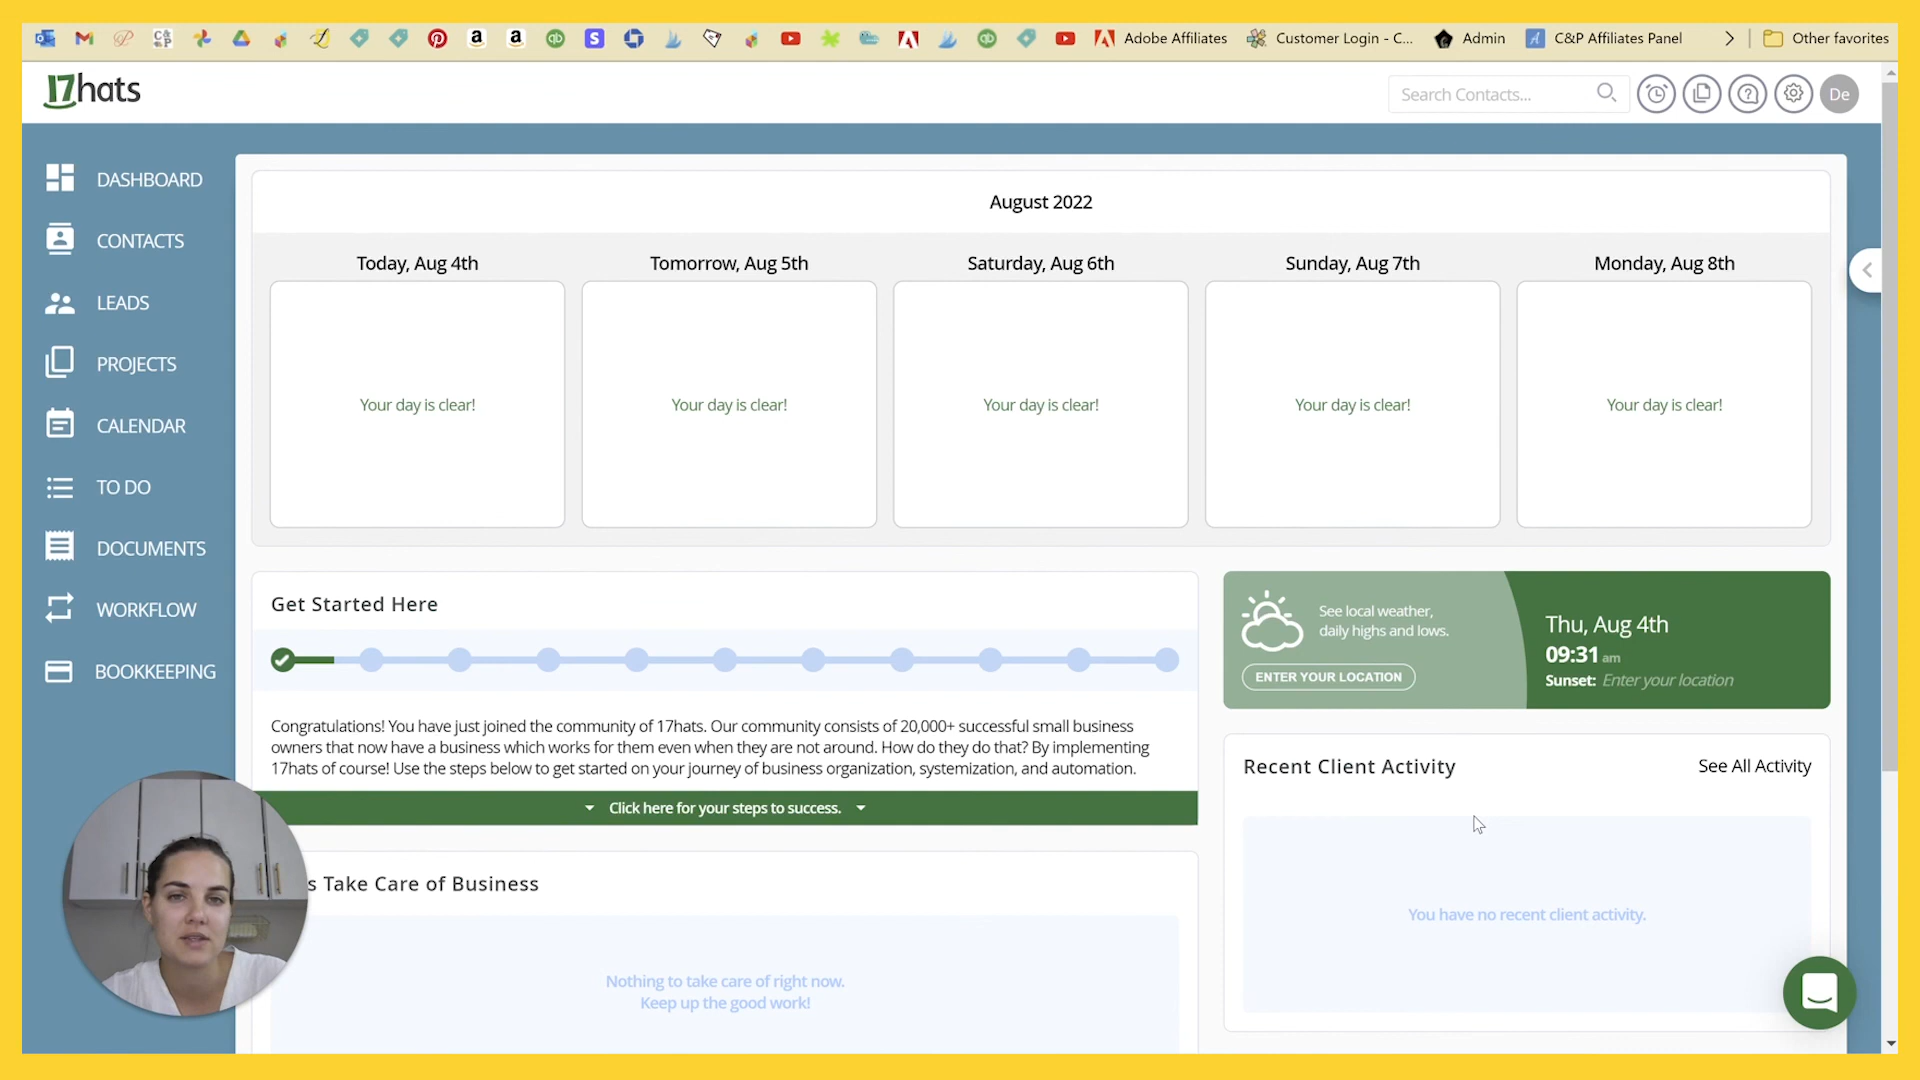 Adobe Affiliates
Customer Login - C...
Admin
C&P Affiliates Panel
Other favorites
17hats
Search Contacts...
De
DASHBOARD
CONTACTS
LEADS
PROJECTS
CALENDAR
TO DO
DOCUMENTS
WORKFLOW
BOOKKEEPING
August 2022
Today, Aug 4th
Tomorrow, Aug 5th
Saturday, Aug 6th
Sunday, Aug 7th
Monday, Aug 8th
Your day is clear!
Your day is clear!
Your day is clear!
Your day is clear!
Your day is clear!
Get Started Here
Congratulations! You have just joined the community of 17hats. Our community consists of 20,000+ successful small business
owners that now have a business which works for them even when they are not around. How do they do that? By implementing
17hats of course! Use the steps below to get started on your journey of business organization, systemization, and automation.
Click here for your steps to success.
s Take Care of Business
Nothing to take care of right now.
Keep up the good work!
See local weather,
daily highs and lows.
ENTER YOUR LOCATION
Thu, Aug 4th
09:31 am
Sunset: Enter your location
Recent Client Activity
See All Activity
You have no recent client activity.